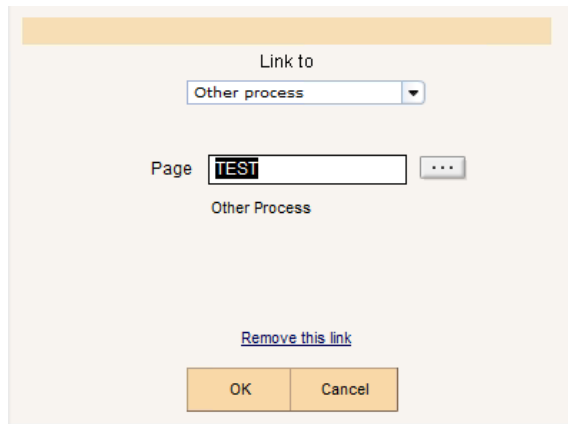 Link to
Other process
Page TEST ...
Other Process
Remove this link
OK Cancel